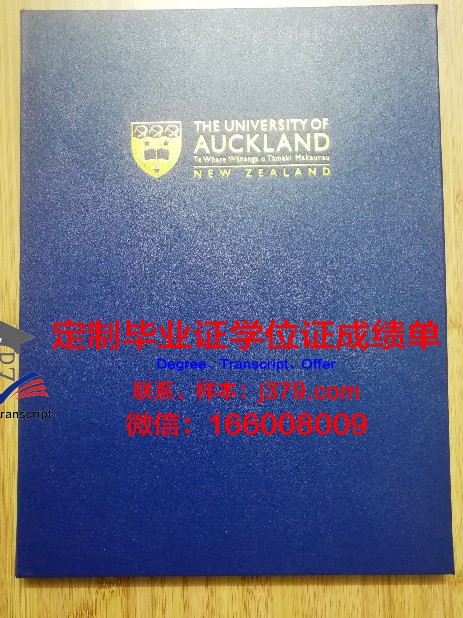 THE UNIVERSITY OF
AUCKLAND
Te Whare Wānanga o Tāmaki Makaurau
NEW ZEALAND
定制毕业证学位证成绩单
Degree、Transcript、Offer
联系、样本：j379.com
微信：166008009
ranscript